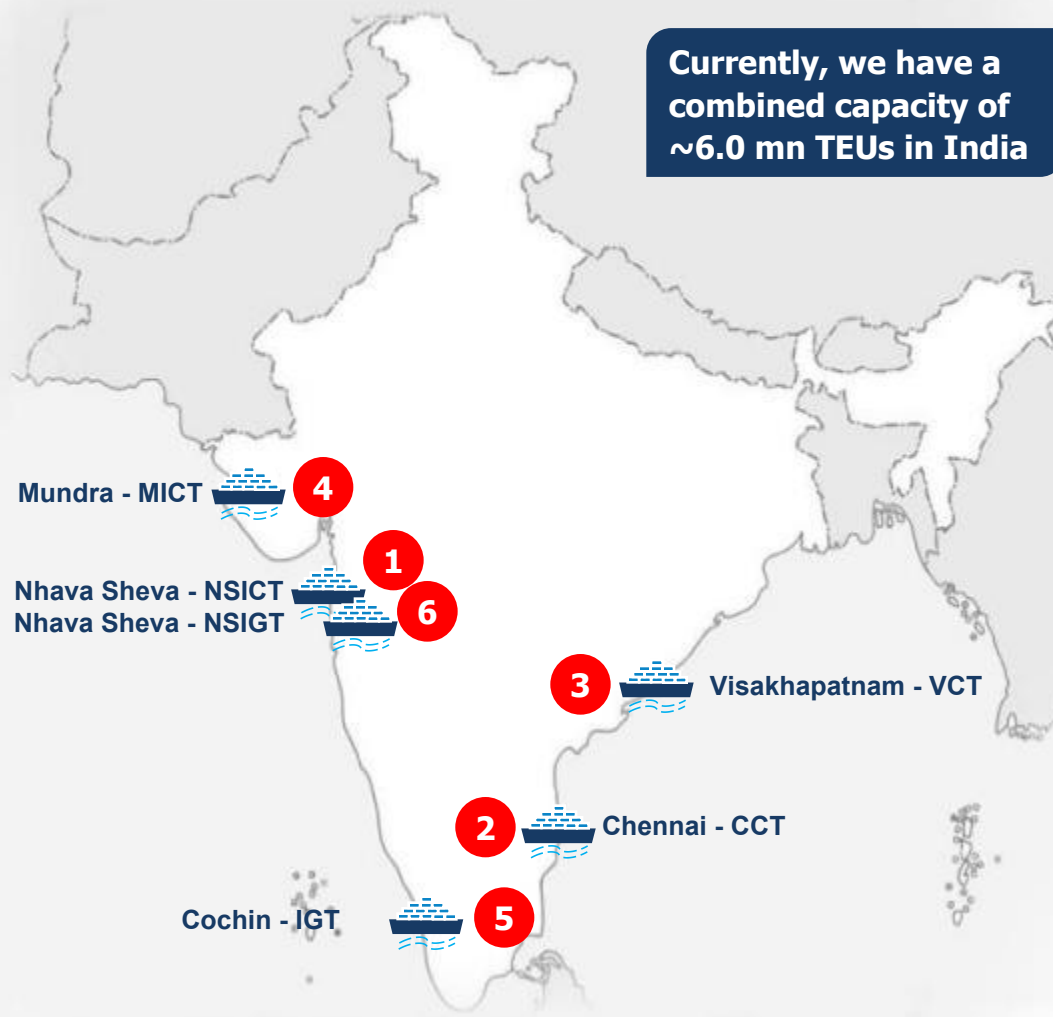 Currently, we have a
combined capacity of
~6.0 mn TEUs in India
Mundra - MICT
4
1
Nhava Sheva - NSICT
Nhava Sheva - NSIGT
6
3
Visakhapatnam - VCT
2
Chennai - CCT
Cochin - IGT
5